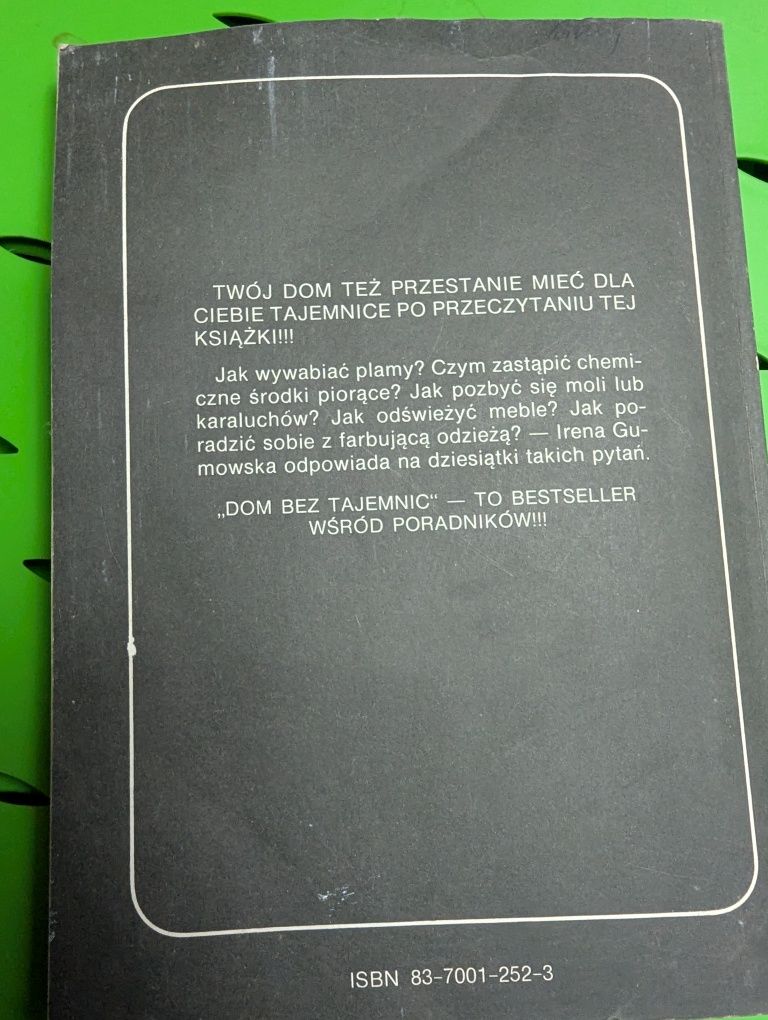 TWÓJ DOM TEŻ PRZESTANIE MIEĆ DLA
CIEBIE TAJEMNICE PO PRZECZYTANIU TEJ
KSIĄŻKI!!!
Jak wywabiać plamy? Czym zastąpić chemi-
czne środki piorące? Jak pozbyć się moli lub
karaluchów? Jak odświeżyć meble? Jak po-
radzić sobie z farbującą odzieżą? — Irena Gu-
mowska odpowiada na dziesiątki takich pytań.
„DOM BEZ TAJEMNIC“ — TO BESTSELLER
WŚRÓD PORADNIKÓW!!!
ISBN 83-7001-252-3